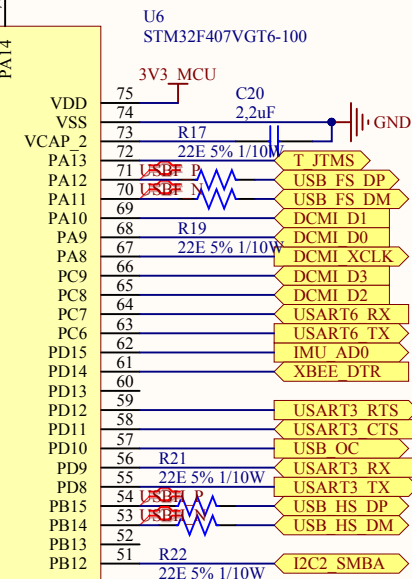 U6
STM32F407VGT6-100
PA14
3V3_MCU
VDD 75
C20
2,2uF
VSS 74
GND
VCAP_2 73
R17
22E 5% 1/10W
PA13 72 T_JTMS
PA12 71 USBF_P USB_FS_DP
PA11 70 USBF_N USB_FS_DM
PA10 69 DCMI_D1
PA9 68 R19 DCMI_D0
22E 5% 1/10W
PA8 67 DCMI_XCLK
PC9 66 DCMI_D3
PC8 65 DCMI_D2
PC7 64 USART6_RX
PC6 63 USART6_TX
PD15 62 IMU_AD0
PD14 61 XBEE_DTR
PD13 60
PD12 59 USART3_RTS
PD11 58 USART3_CTS
PD10 57 USB_OC
PD9 56 R21 USART3_RX
22E 5% 1/10W
PD8 55 USART3_TX
PB15 54 USBH_P USB_HS_DP
PB14 53 USBH_N USB_HS_DM
PB13 52
PB12 51 R22 I2C2_SMBA
22E 5% 1/10W